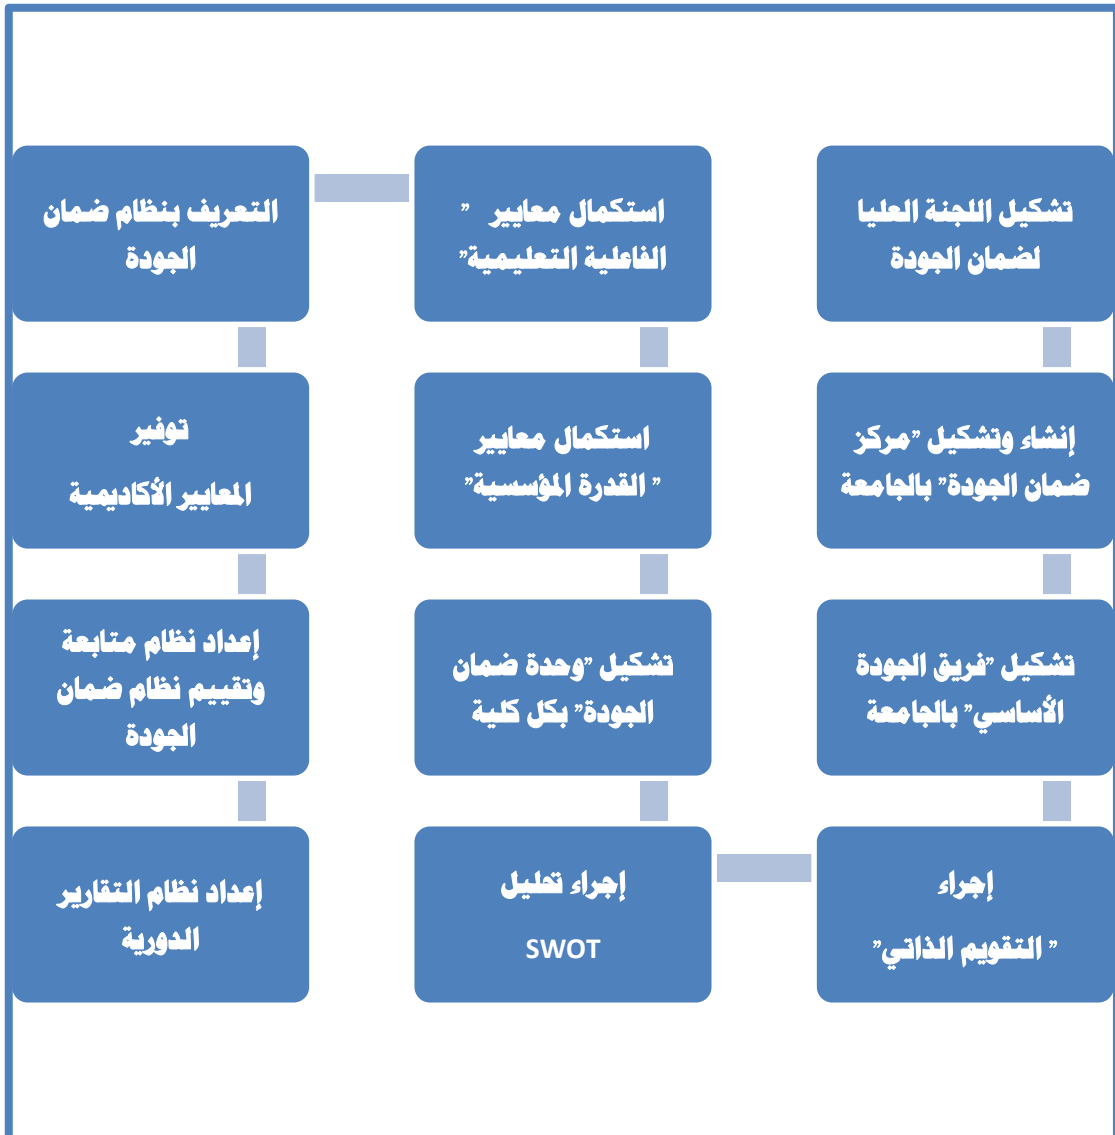 تشكيل اللجنة العليا
لضمان الجودة
إنشاء وتشكيل "مركز
ضمان الجودة" بالجامعة
تشكيل "فريق الجودة
الأساسي" بالجامعة
إجراء
" التقويم الذاتي"
إجراء تحليل
SWOT
تشكيل "وحدة ضمان
الجودة" بكل كلية
استكمال معايير
" القدرة المؤسسية"
استكمال معايير "
الفاعلية التعليمية"
التعريف بنظام ضمان
الجودة
توفير
المعايير الأكاديمية
إعداد نظام متابعة
وتقييم نظام ضمان
الجودة
إعداد نظام التقارير
الدورية